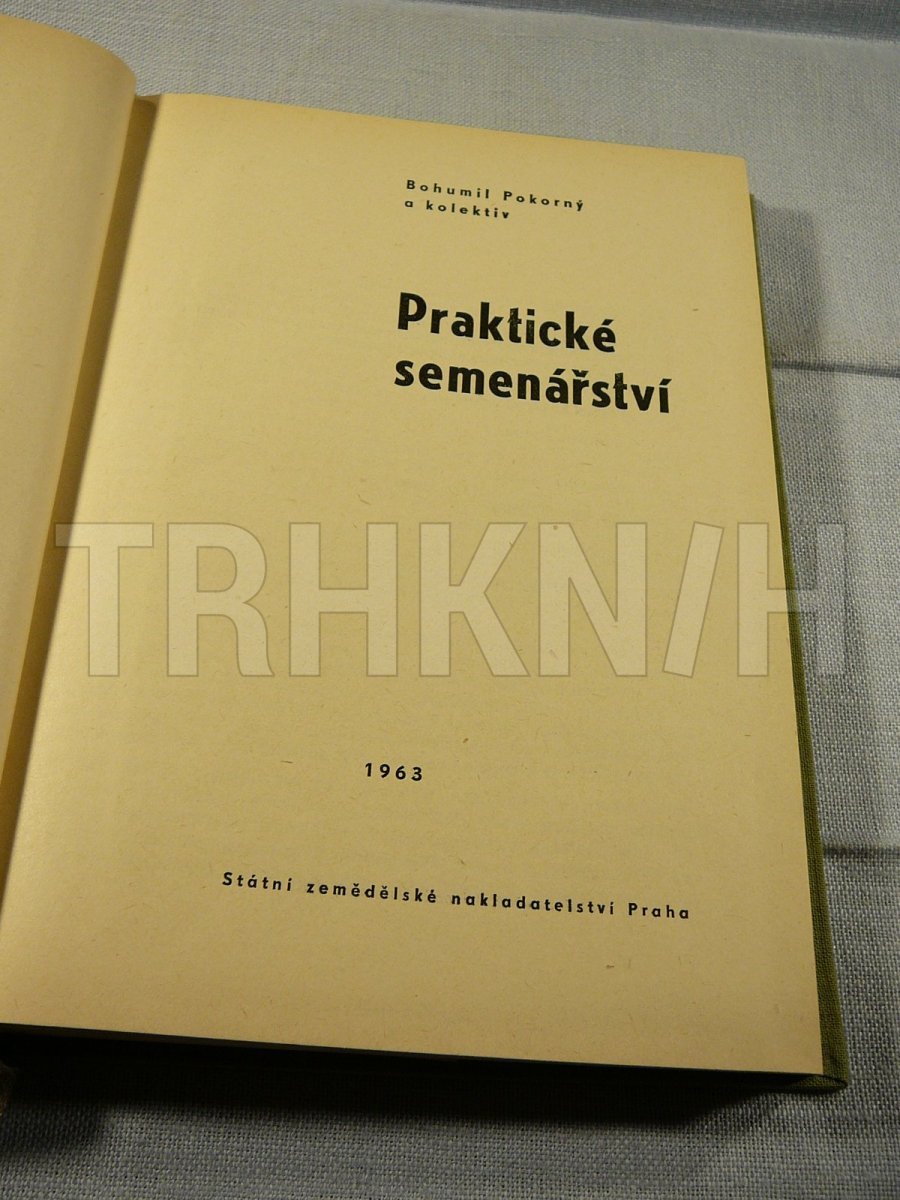 Bohumil Pokorný
a kolektiv
Praktické
semenářství
TRHKNIH
1963
Státní zemědělské nakladatelství Praha